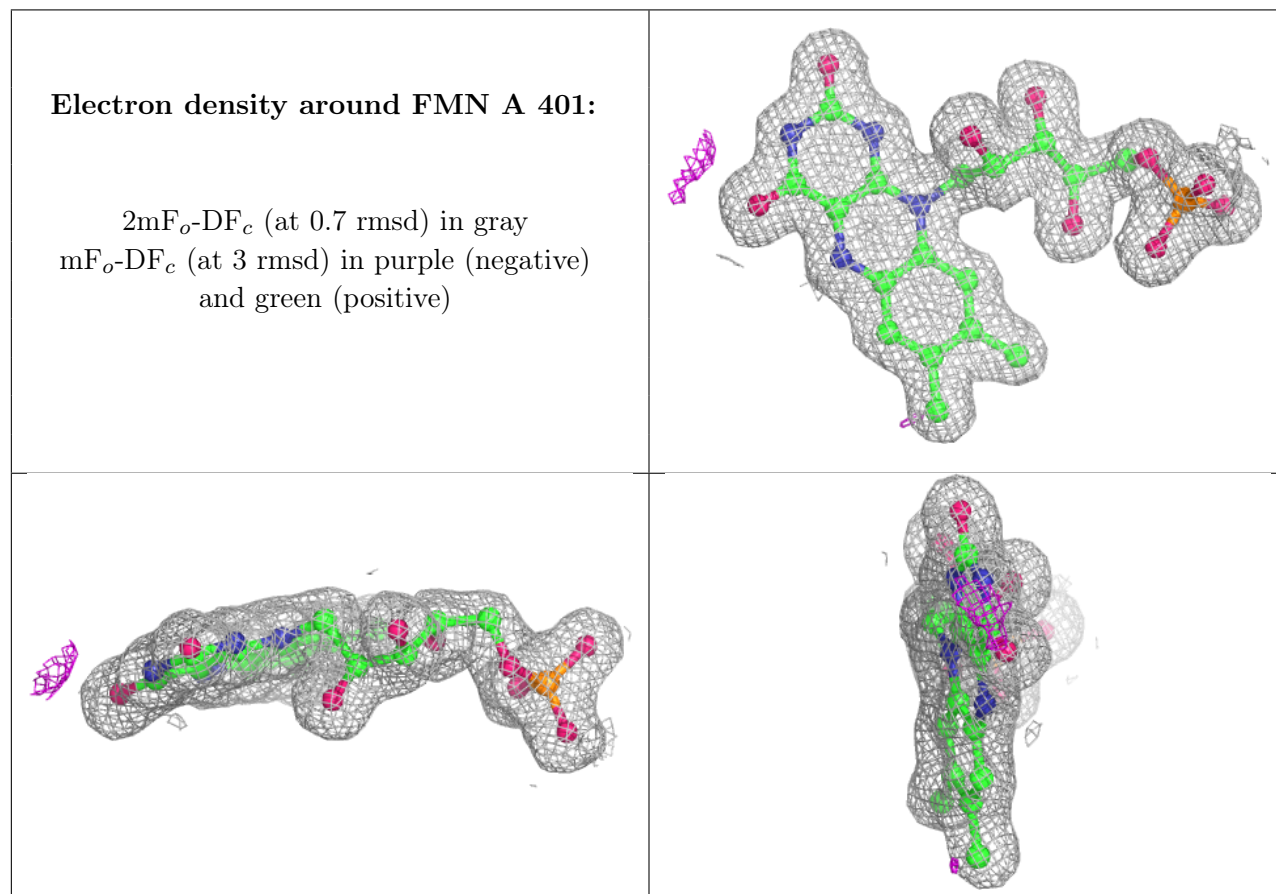 Electron density around FMN A 401:
2mFo-DFc (at 0.7 rmsd) in gray
mFo-DFc (at 3 rmsd) in purple (negative)
and green (positive)